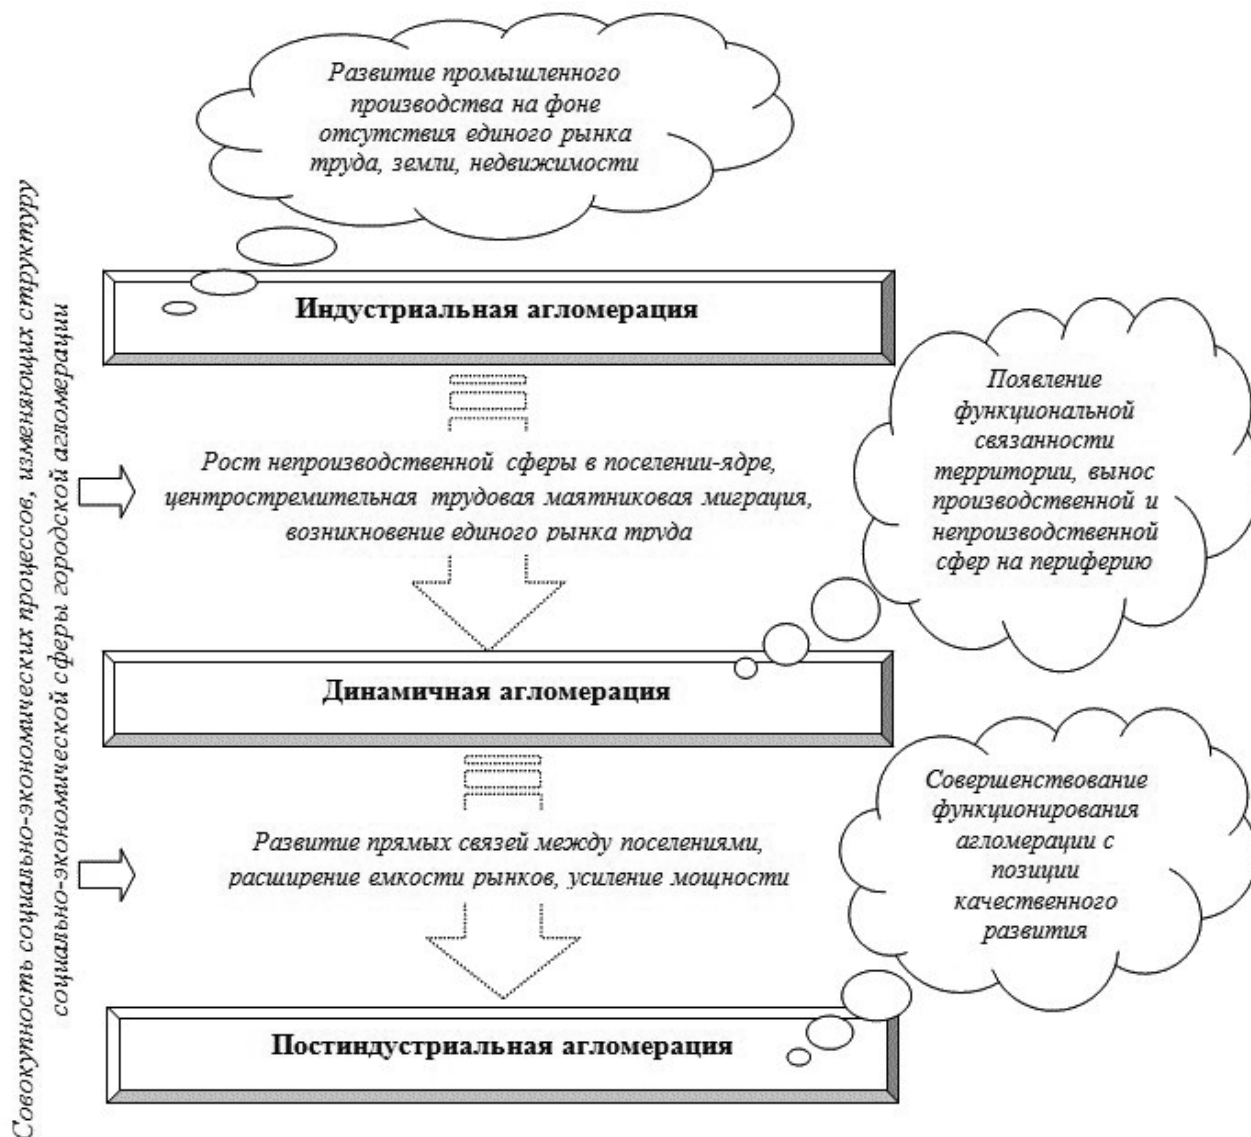 Развитие промышленного
производства на фоне
отсутствия единого рынка
труда, земли, недвижимости
Совокупность социально-экономических процессов, изменяющих структуру
социально-экономической сферы городской агломерации
Индустриальная агломерация
Появление
функциональной
связанности
территории, вынос
производственной и
непроизводственной
сфер на периферию
Рост непроизводственной сферы в поселении-ядре,
центростремительная трудовая маятниковая миграция,
возникновение единого рынка труда
Динамичная агломерация
Совершенствование
функционирования
агломерации с
позиции
качественного
развития
Развитие прямых связей между поселениями,
расширение емкости рынков, усиление мощности
Постиндустриальная агломерация